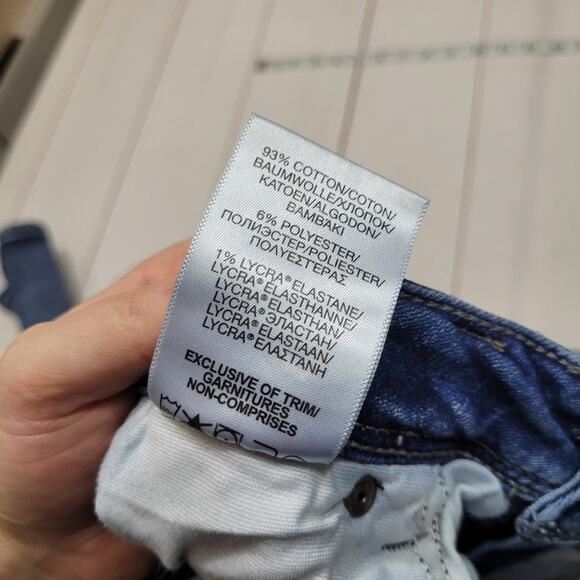 93% COTTON/COTON/
BAUMWOLLE/ХЛОПОК/
KATOEN/ALGODON/
BAMBAKI
6% POLYESTER/
ПОЛИЭСТЕР/POLIESTER/
ΠΟΛΥΕΣΤΕΡΑΣ
1% LYCRA® ELASTANE/
LYCRA® ELASTHANNE/
LYCRA® ELASTHAN/
LYCRA® ЭЛАСТАН/
LYCRA® ELASTAAN/
LYCRA® ΕΛΑΣΤΑΝΗ
EXCLUSIVE OF TRIM/
GARNITURES
NON-COMPRISES